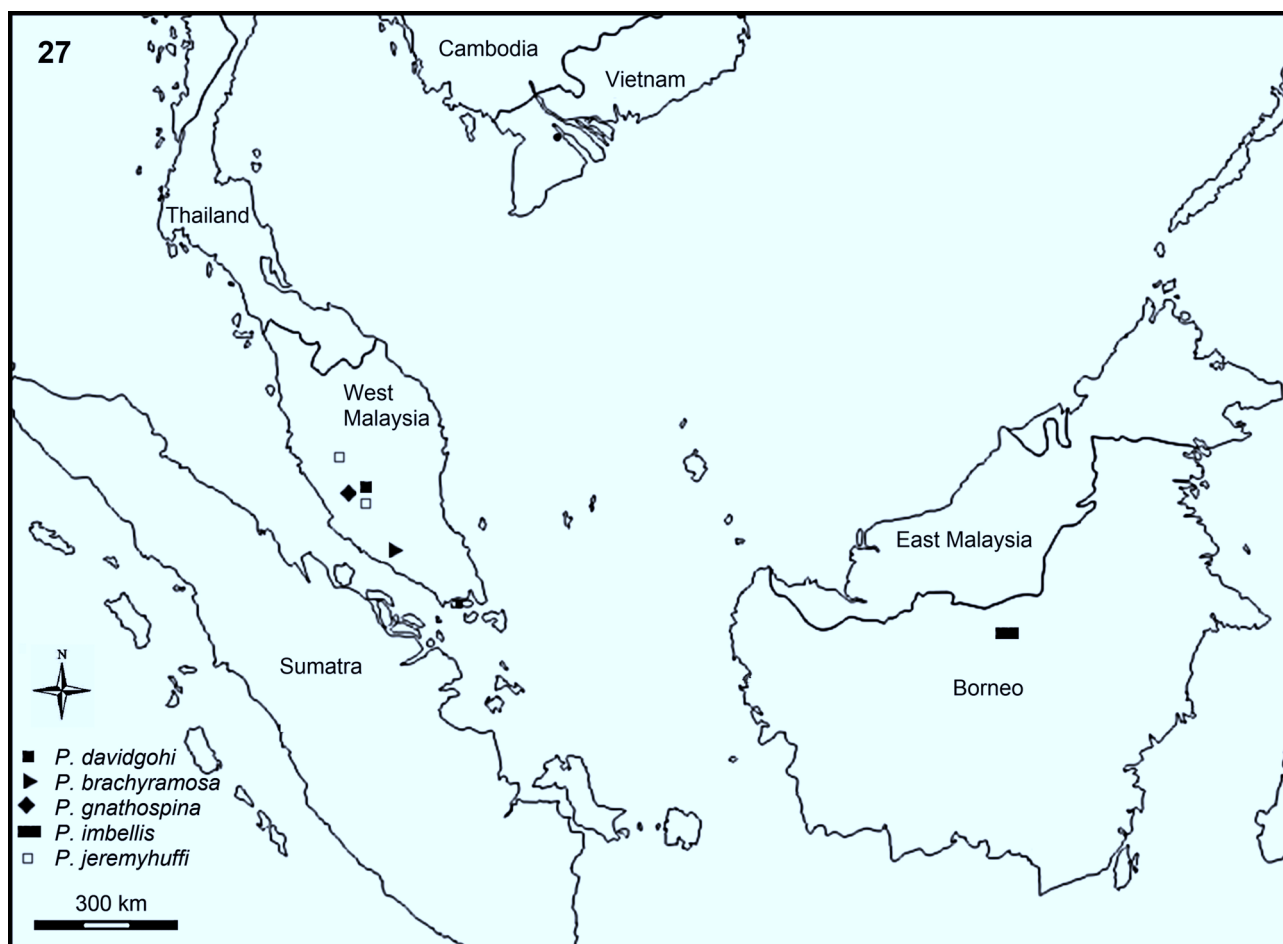 27
Cambodia
Vietnam
Thailand
West
Malaysia
East Malaysia
Sumatra
Borneo
N
P. davidgohi
P. brachyramosa
P. gnathospina
P. imbellis
P. jeremyhuffi
300 km